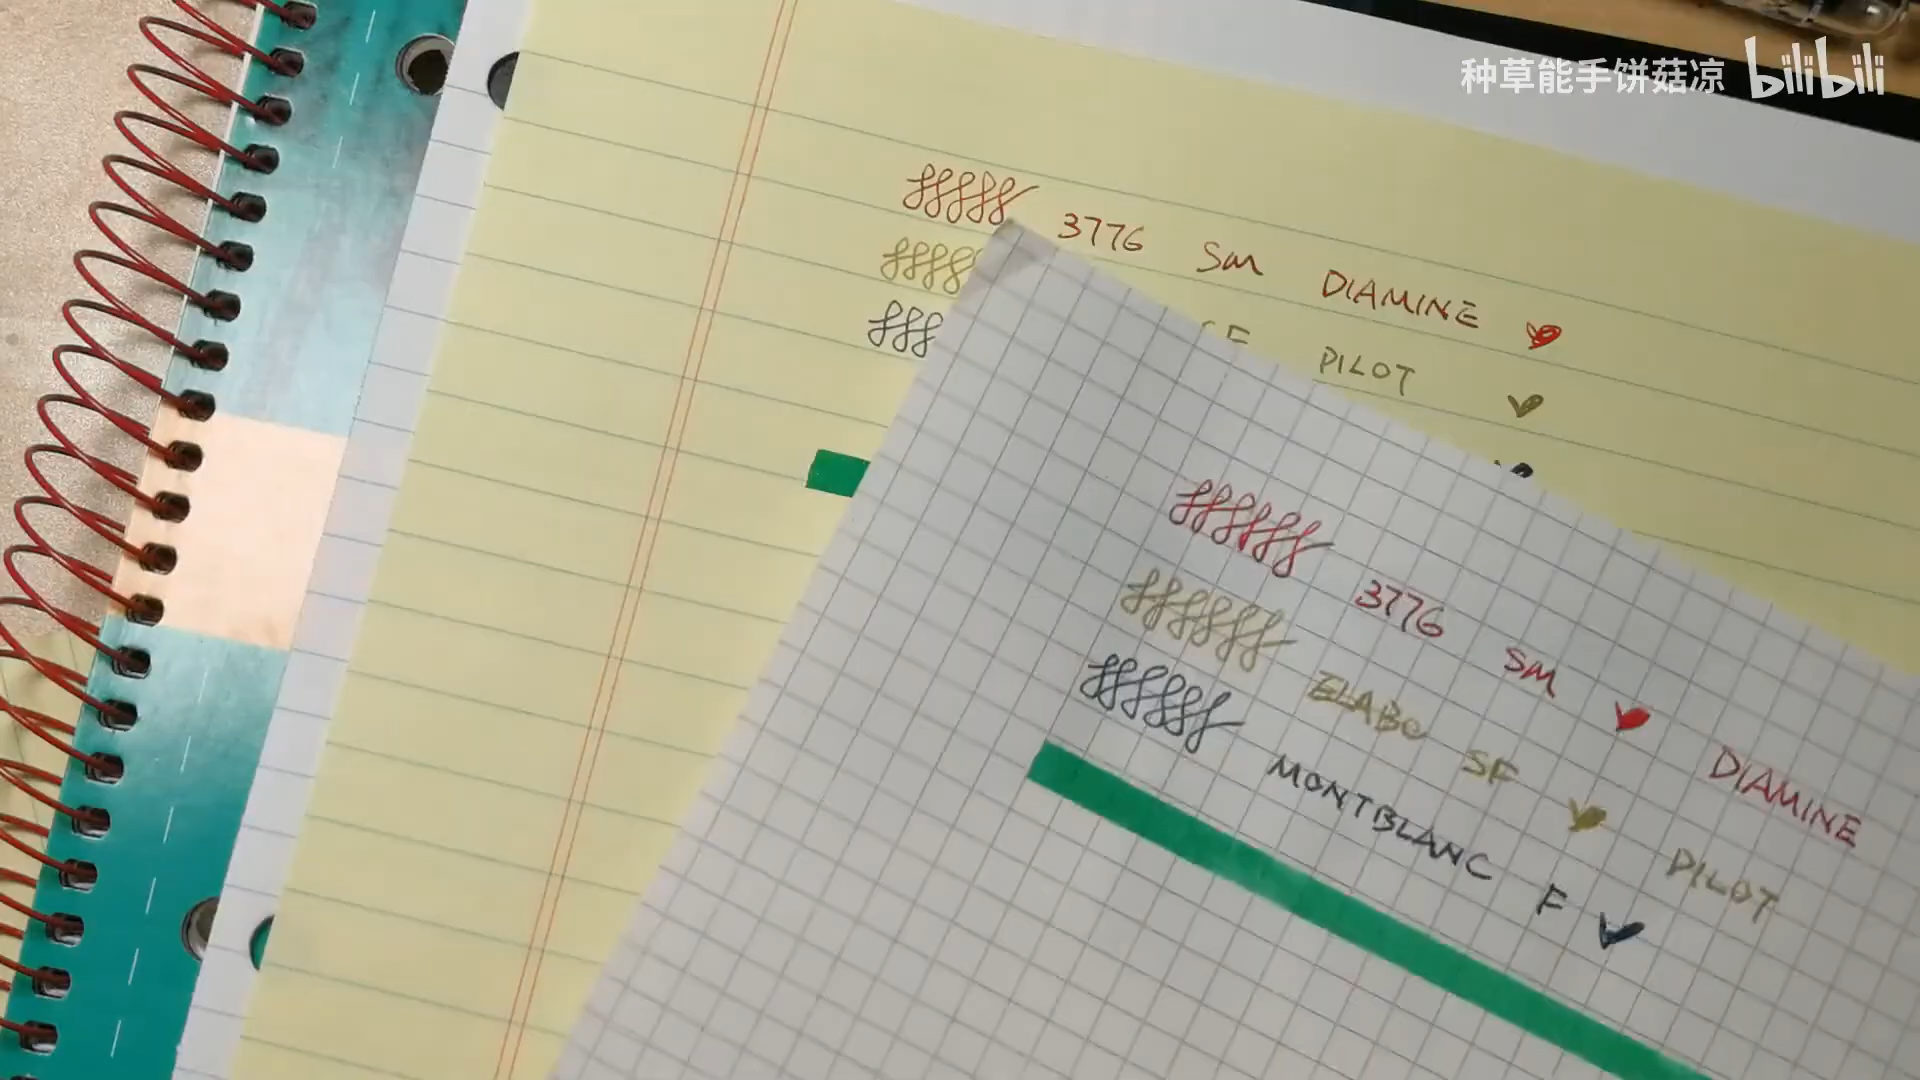 种草能手饼菇凉 bilibili
3776 SM DIAMINE
SF PILOT
3776 SM DIAMINE
ELABO SF PILOT
MONTBLANC F